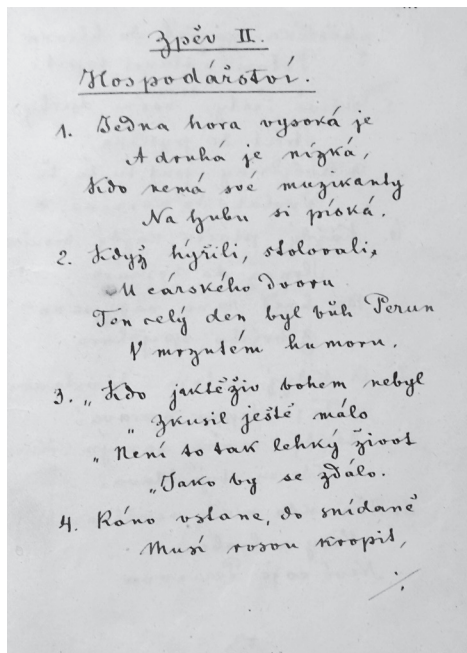 Zpěv II.
Hospodářství.
1. Jedna hora vysoká je
A druhá je nízká,
Kdo nemá své muzikanty
Na hubu si píská.
2. Když hýřili, stolovali,
U cárského dvoru
Ten celý den byl bůh Perun
V mrzutém humoru.
3. „Kdo jaktěživ bohem nebyl
„Zkusil ještě málo
„Není to tak lehký život
„Jako by se zdálo.
4. Ráno vstane, do snídaně
Musí rosou kropit,
./.